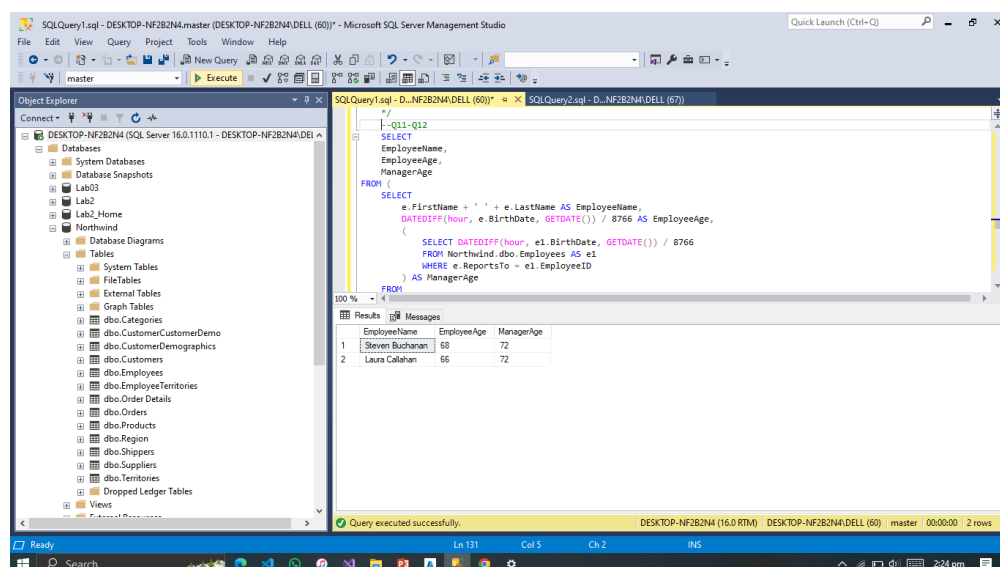 SQLQuery1.sql - DESKTOP-NF2B2N4.master (DESKTOP-NF2B2N4\DELL (60))* - Microsoft SQL Server Management Studio
Quick Launch (Ctrl+Q)
File Edit View Query Project Tools Window Help
New Query
master
Execute
Object Explorer
Connect
DESKTOP-NF2B2N4 (SQL Server 16.0.1110.1 - DESKTOP-NF2B2N4\DEL
Databases
System Databases
Database Snapshots
Lab03
Lab2
Lab2_Home
Northwind
Database Diagrams
Tables
System Tables
FileTables
External Tables
Graph Tables
dbo.Categories
dbo.CustomerCustomerDemo
dbo.CustomerDemographics
dbo.Customers
dbo.Employees
dbo.EmployeeTerritories
dbo.Order Details
dbo.Orders
dbo.Products
dbo.Region
dbo.Shippers
dbo.Suppliers
dbo.Territories
Dropped Ledger Tables
Views
SQLQuery1.sql - D...NF2B2N4\DELL (60))* SQLQuery2.sql - D...NF2B2N4\DELL (67))
*/
--Q11-Q12
SELECT
EmployeeName,
EmployeeAge,
ManagerAge
FROM (
SELECT
e.FirstName + ' ' + e.LastName AS EmployeeName,
DATEDIFF(hour, e.BirthDate, GETDATE()) / 8766 AS EmployeeAge,
(
SELECT DATEDIFF(hour, e1.BirthDate, GETDATE()) / 8766
FROM Northwind.dbo.Employees AS e1
WHERE e.ReportsTo = e1.EmployeeID
) AS ManagerAge
FROM
100 %
Results Messages
EmployeeName EmployeeAge ManagerAge
1 Steven Buchanan 68 72
2 Laura Callahan 66 72
Query executed successfully.
DESKTOP-NF2B2N4 (16.0 RTM) DESKTOP-NF2B2N4\DELL (60) master 00:00:00 2 rows
Ready
Ln 131 Col 5 Ch 2 INS
Search
2:24 pm